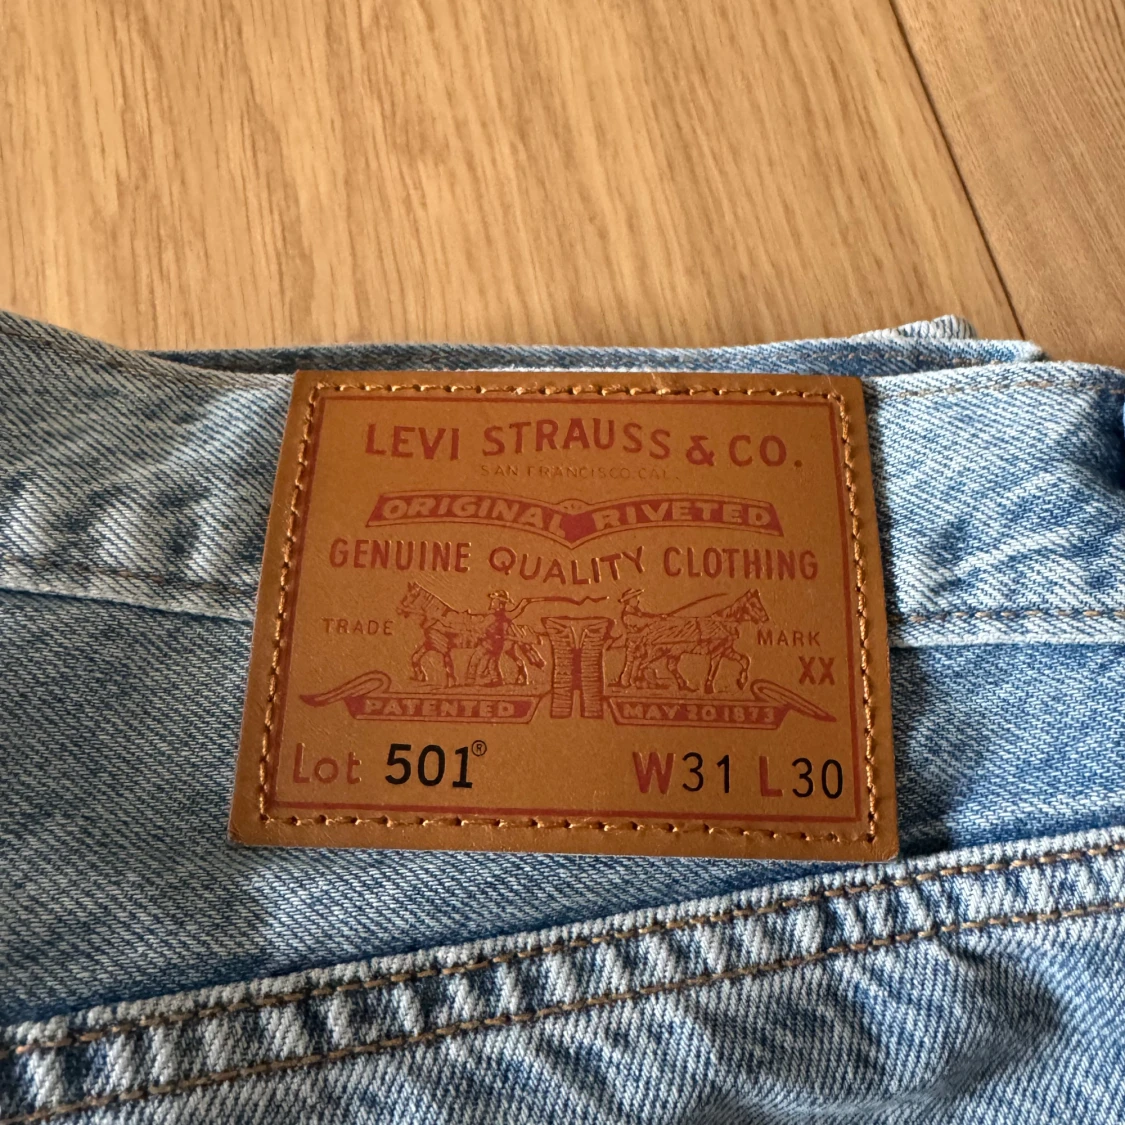 LEVI STRAUSS & CO.
SAN FRANCISCO, CAL.
ORIGINAL RIVETED
GENUINE QUALITY CLOTHING
TRADE MARK
XX
PATENTED MAY 20 1873
Lot 501® W31 L30